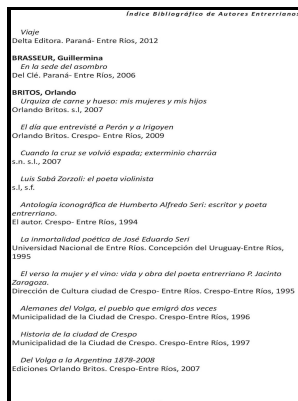 Índice Bibliográfico de Autores Entrerrianos
Viaje
Delta Editora. Paraná- Entre Ríos, 2012
BRASSEUR, Guillermina
En la sede del asombro
Del Clé. Paraná- Entre Ríos, 2006
BRITOS, Orlando
Urquiza de carne y hueso: mis mujeres y mis hijos
Orlando Britos. s.l, 2007
El día que entrevisté a Perón y a Irigoyen
Orlando Britos. Crespo- Entre Ríos, 2009
Cuando la cruz se volvió espada; exterminio charrúa
s.n. s.l., 2007
Luis Sabá Zorzoli: el poeta violinista
s.l, s.f.
Antología iconográfica de Humberto Alfredo Seri: escritor y poeta
entrerriano.
El autor. Crespo- Entre Ríos, 1994
La inmortalidad poética de José Eduardo Seri
Universidad Nacional de Entre Ríos. Concepción del Uruguay-Entre Ríos,
1995
El verso la mujer y el vino: vida y obra del poeta entrerriano P. Jacinto
Zaragoza.
Dirección de Cultura ciudad de Crespo- Entre Ríos. Crespo-Entre Ríos, 1995
Alemanes del Volga, el pueblo que emigró dos veces
Municipalidad de la Ciudad de Crespo. Crespo-Entre Ríos, 1996
Historia de la ciudad de Crespo
Municipalidad de la Ciudad de Crespo. Crespo-Entre Ríos, 1997
Del Volga a la Argentina 1878-2008
Ediciones Orlando Britos. Crespo-Entre Ríos, 2007